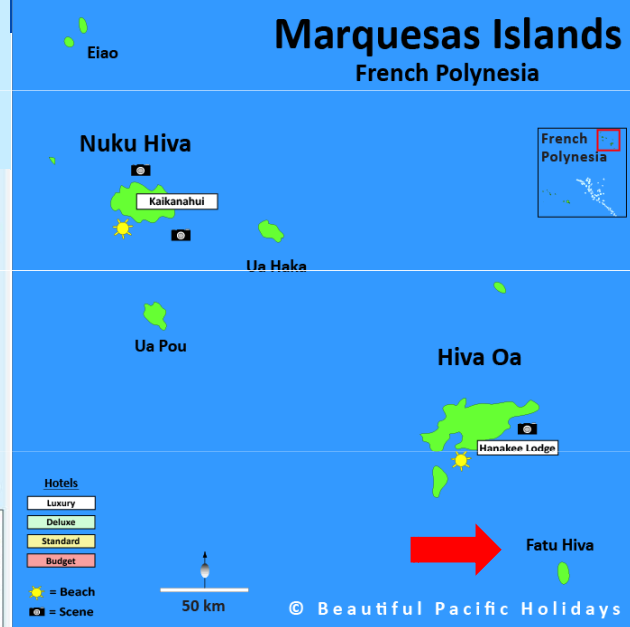 Marquesas Islands
French Polynesia
Eiao
Nuku Hiva
French
Polynesia
Kaikanahui
Ua Haka
Ua Pou
Hiva Oa
Hanakee Lodge
Hotels
Luxury
Deluxe
Standard
Budget
= Beach
= Scene
50 km
Fatu Hiva
© Beautiful Pacific Holidays